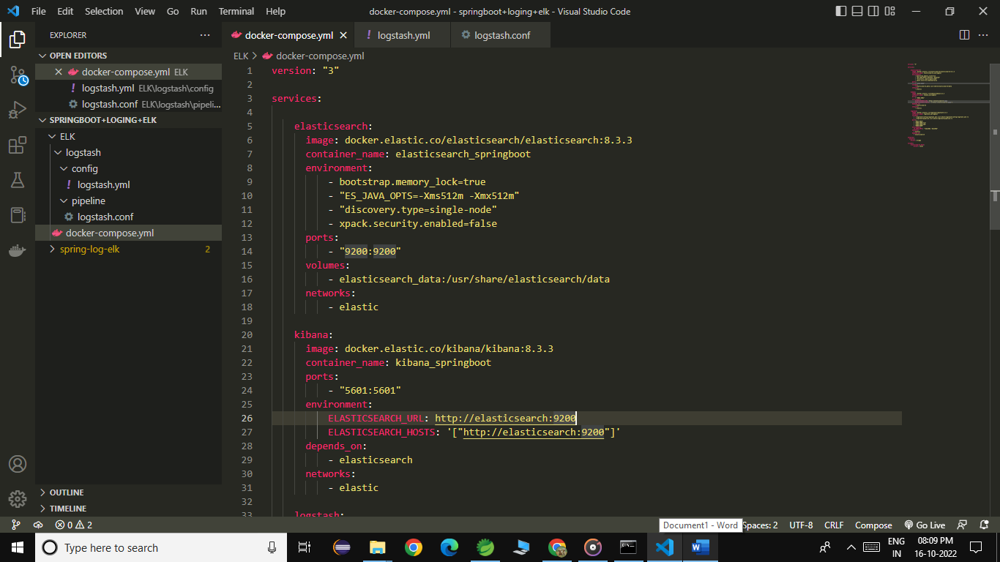 File Edit Selection View Go Run Terminal Help docker-compose.yml - springboot+loging+elk - Visual Studio Code
EXPLORER
OPEN EDITORS
docker-compose.yml ELK
logstash.yml ELK\logstash\config
logstash.conf ELK\logstash\pipeli...
SPRINGBOOT+LOGING+ELK
ELK
logstash
config
logstash.yml
pipeline
logstash.conf
docker-compose.yml
spring-log-elk 2
OUTLINE
TIMELINE
docker-compose.yml logstash.yml logstash.conf
ELK > docker-compose.yml
1 version: "3"
2
3 services:
4
5 elasticsearch:
6 image: docker.elastic.co/elasticsearch/elasticsearch:8.3.3
7 container_name: elasticsearch_springboot
8 environment:
9 - bootstrap.memory_lock=true
10 - "ES_JAVA_OPTS=-Xms512m -Xmx512m"
11 - "discovery.type=single-node"
12 - xpack.security.enabled=false
13 ports:
14 - "9200:9200"
15 volumes:
16 - elasticsearch_data:/usr/share/elasticsearch/data
17 networks:
18 - elastic
19
20 kibana:
21 image: docker.elastic.co/kibana/kibana:8.3.3
22 container_name: kibana_springboot
23 ports:
24 - "5601:5601"
25 environment:
26 ELASTICSEARCH_URL: http://elasticsearch:9200
27 ELASTICSEARCH_HOSTS: '["http://elasticsearch:9200"]'
28 depends_on:
29 - elasticsearch
30 networks:
31 - elastic
32
33 logstash:
0 2 Document1 - Word Spaces: 2 UTF-8 CRLF Compose Go Live
Type here to search
ENG
IN
08:09 PM
16-10-2022